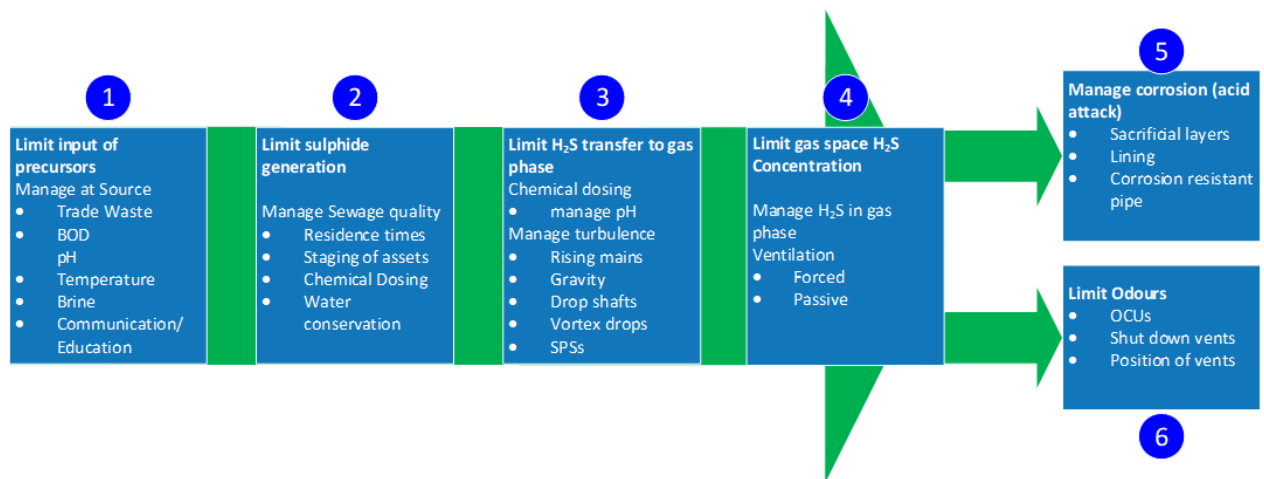 1
Limit input of
precursors
Manage at Source
• Trade Waste
• BOD
pH
• Temperature
• Brine
• Communication/
Education
2
Limit sulphide
generation
Manage Sewage quality
• Residence times
• Staging of assets
• Chemical Dosing
• Water
conservation
3
Limit H₂S transfer to gas
phase
Chemical dosing
• manage pH
Manage turbulence
• Rising mains
• Gravity
• Drop shafts
• Vortex drops
• SPSs
4
Limit gas space H₂S
Concentration
Manage H₂S in gas
phase
Ventilation
• Forced
• Passive
5
Manage corrosion (acid
attack)
• Sacrificial layers
• Lining
• Corrosion resistant
pipe
Limit Odours
• OCUs
• Shut down vents
• Position of vents
6